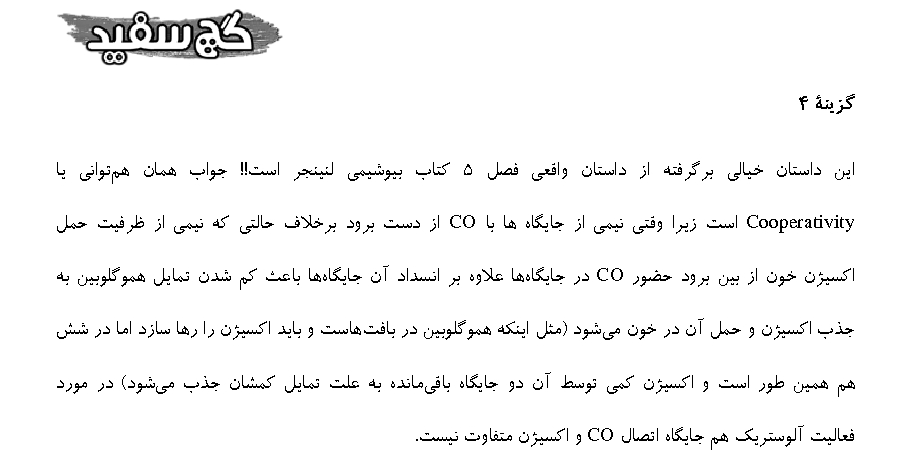 گچ سفید
گزینهٔ ۴
این داستان خیالی برگرفته از داستان واقعی فصل ۵ کتاب بیوشیمی لنینجر است!! جواب همان هم‌توانی یا
Cooperativity است زیرا وقتی نیمی از جایگاه ها با CO از دست برود برخلاف حالتی که نیمی از ظرفیت حمل
اکسیژن خون از بین برود حضور CO در جایگاه‌ها علاوه بر انسداد آن جایگاه‌ها باعث کم شدن تمایل هموگلوبین به
جذب اکسیژن و حمل آن در خون می‌شود (مثل اینکه هموگلوبین در بافت‌هاست و باید اکسیژن را رها سازد اما در شش
هم همین طور است و اکسیژن کمی توسط آن دو جایگاه باقی‌مانده به علت تمایل کمشان جذب می‌شود) در مورد
فعالیت آلوستریک هم جایگاه اتصال CO و اکسیژن متفاوت نیست.